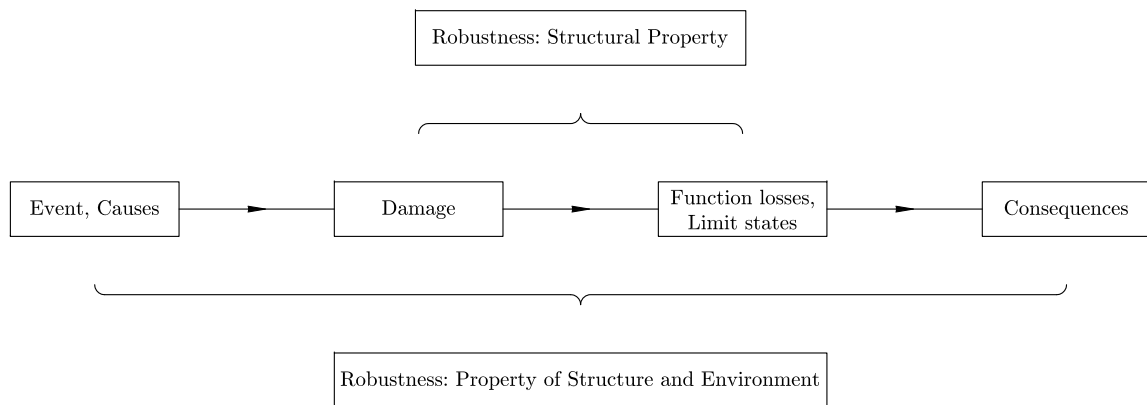 Robustness: Structural Property
Event, Causes
Damage
Function losses,
Limit states
Consequences
Robustness: Property of Structure and Environment